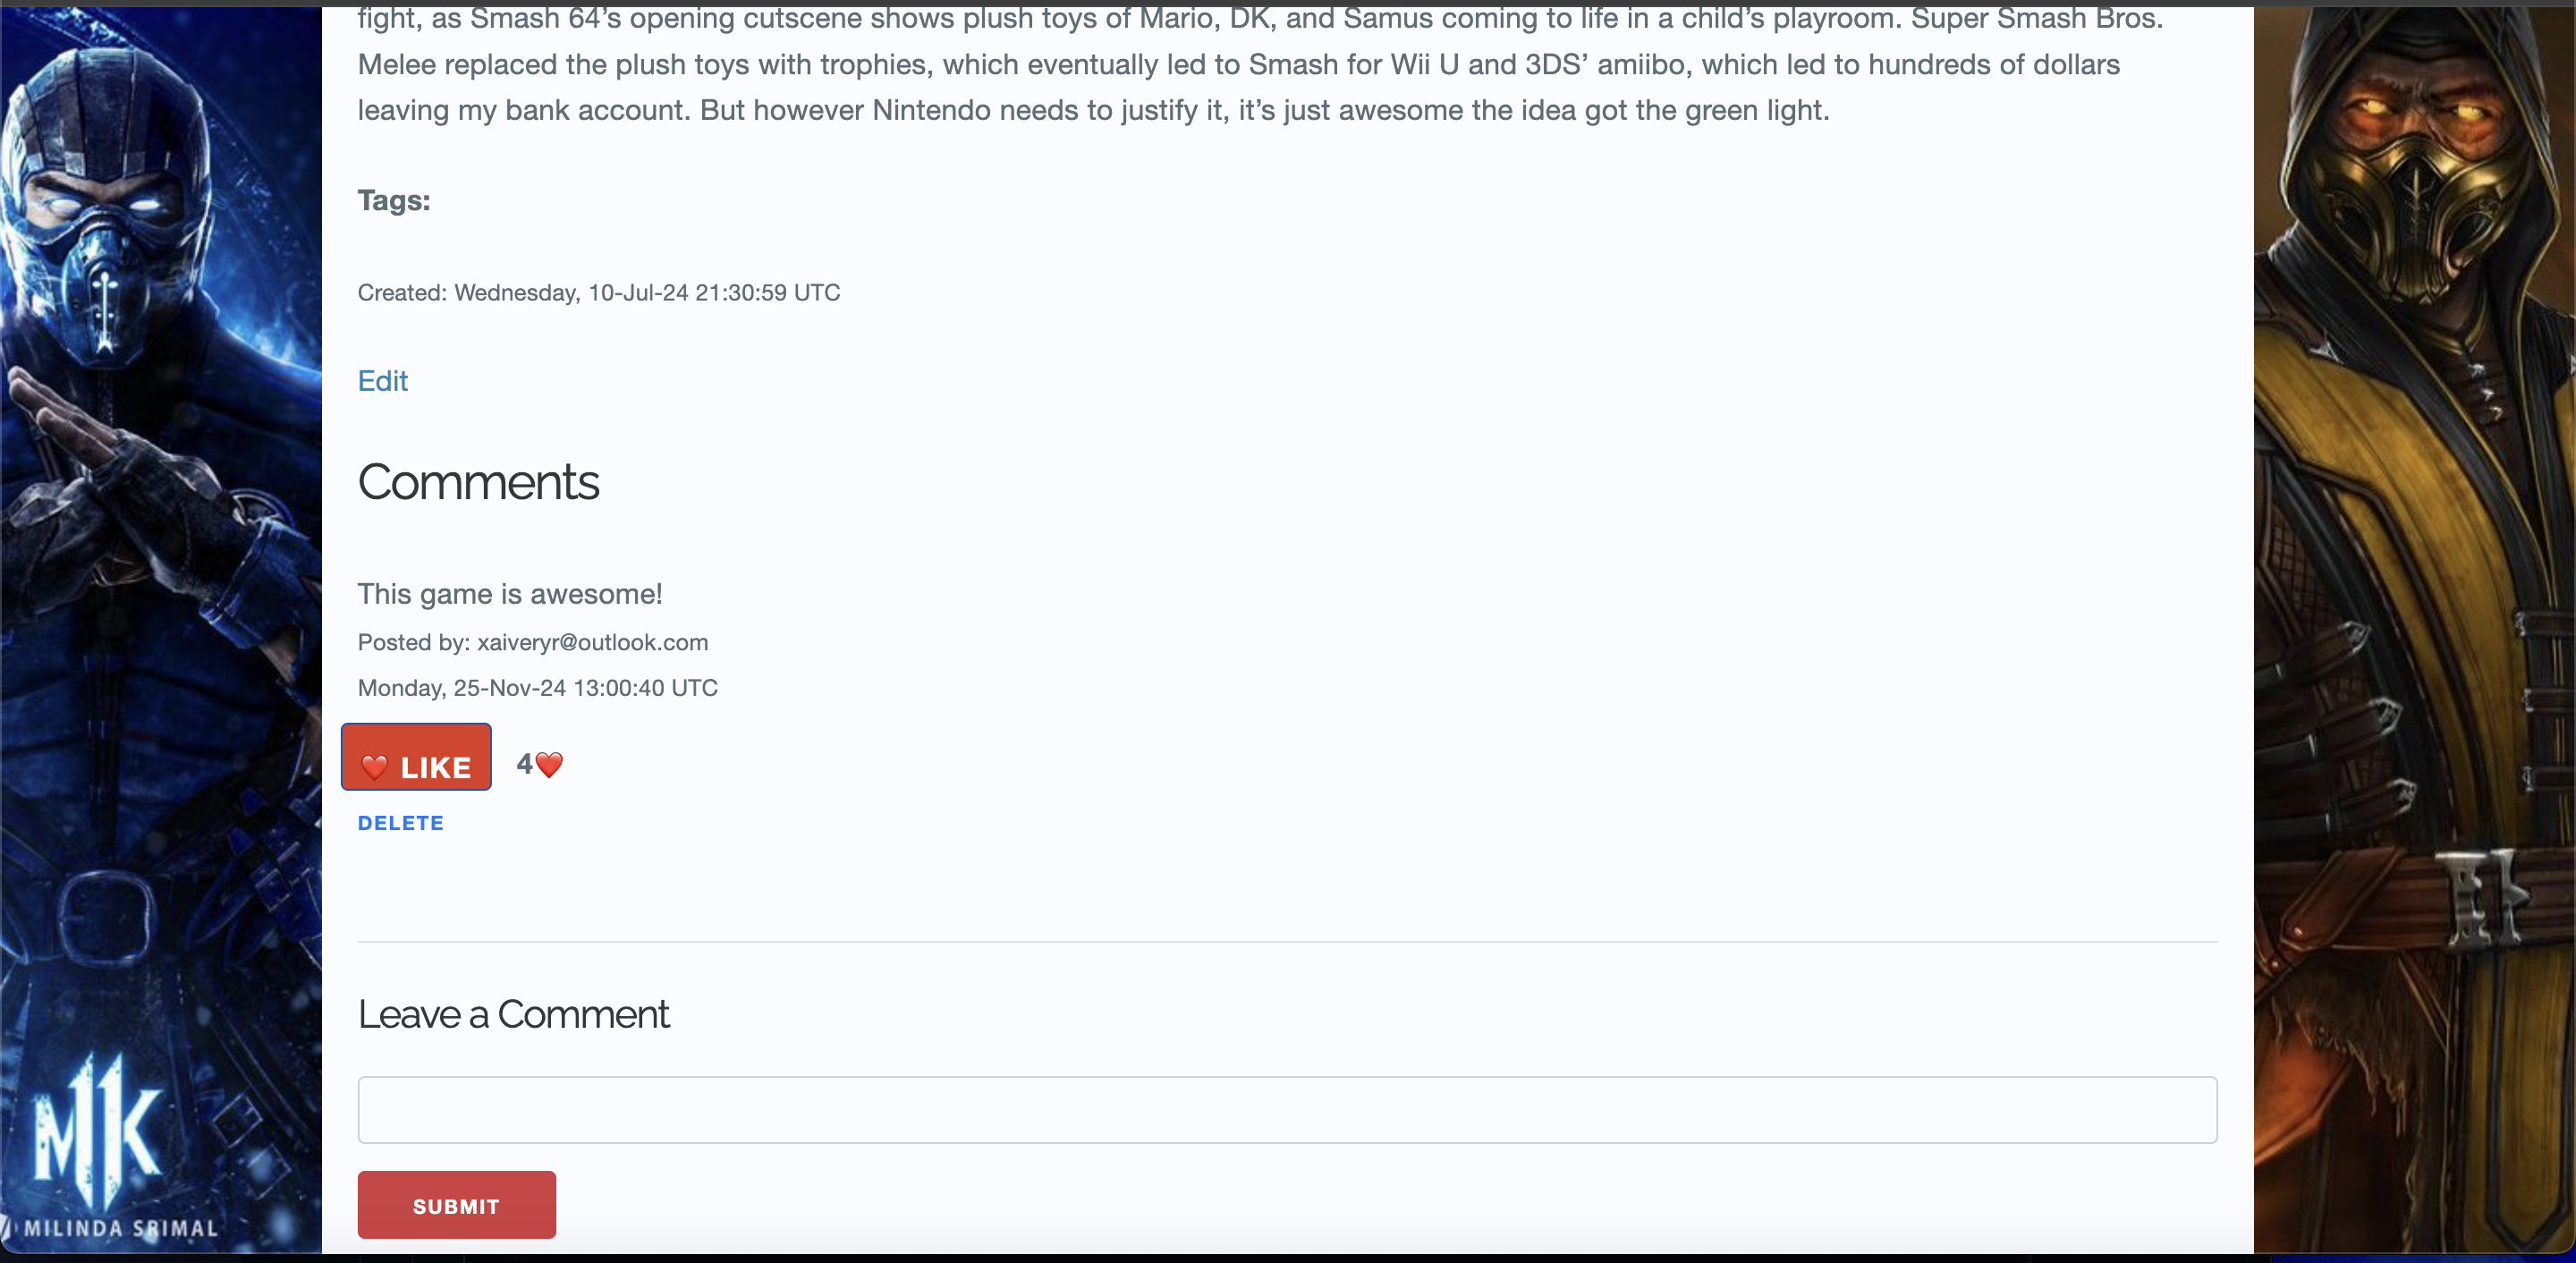 fight, as Smash 64’s opening cutscene shows plush toys of Mario, DK, and Samus coming to life in a child’s playroom. Super Smash Bros.
Melee replaced the plush toys with trophies, which eventually led to Smash for Wii U and 3DS’ amiibo, which led to hundreds of dollars
leaving my bank account. But however Nintendo needs to justify it, it’s just awesome the idea got the green light.
Tags:
Created: Wednesday, 10-Jul-24 21:30:59 UTC
Edit
Comments
This game is awesome!
Posted by: xaiveryr@outlook.com
Monday, 25-Nov-24 13:00:40 UTC
❤️ LIKE 4❤️
DELETE
Leave a Comment
SUBMIT
MK11
MILINDA SRIMAL